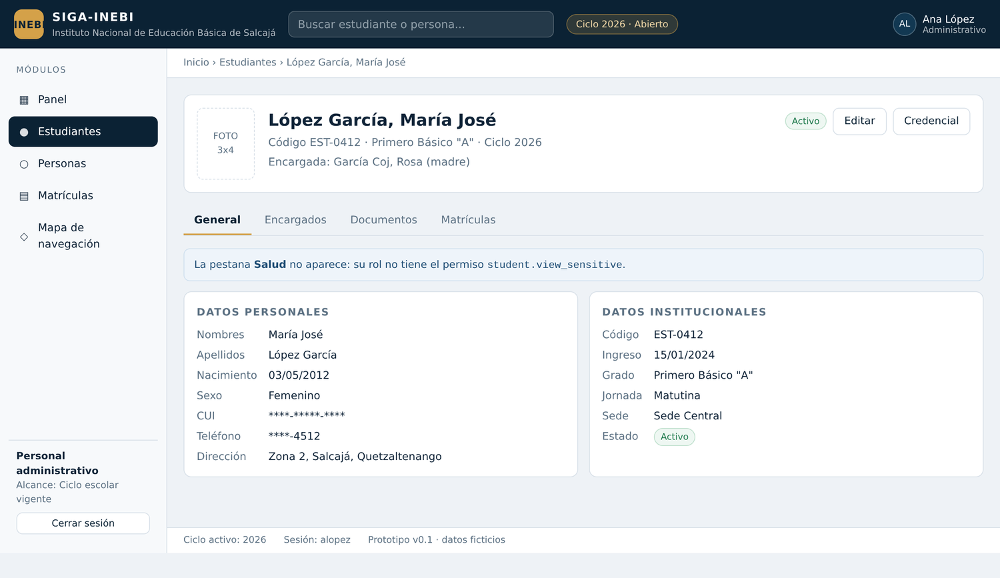 INEBI
SIGA-INEBI
Instituto Nacional de Educación Básica de Salcajá
Buscar estudiante o persona...
Ciclo 2026 · Abierto
AL
Ana López
Administrativo
MÓDULOS
Panel
Estudiantes
Personas
Matrículas
Mapa de
navegación
Personal
administrativo
Alcance: Ciclo escolar
vigente
Cerrar sesión
Inicio › Estudiantes › López García, María José
FOTO
3x4
López García, María José
Código EST-0412 · Primero Básico "A" · Ciclo 2026
Encargada: García Coj, Rosa (madre)
Activo
Editar
Credencial
General
Encargados
Documentos
Matrículas
La pestana Salud no aparece: su rol no tiene el permiso student.view_sensitive.
DATOS PERSONALES
Nombres María José
Apellidos López García
Nacimiento 03/05/2012
Sexo Femenino
CUI ****-*****-****
Teléfono ****-4512
Dirección Zona 2, Salcajá, Quetzaltenango
DATOS INSTITUCIONALES
Código EST-0412
Ingreso 15/01/2024
Grado Primero Básico "A"
Jornada Matutina
Sede Sede Central
Estado Activo
Ciclo activo: 2026 Sesión: alopez Prototipo v0.1 · datos ficticios